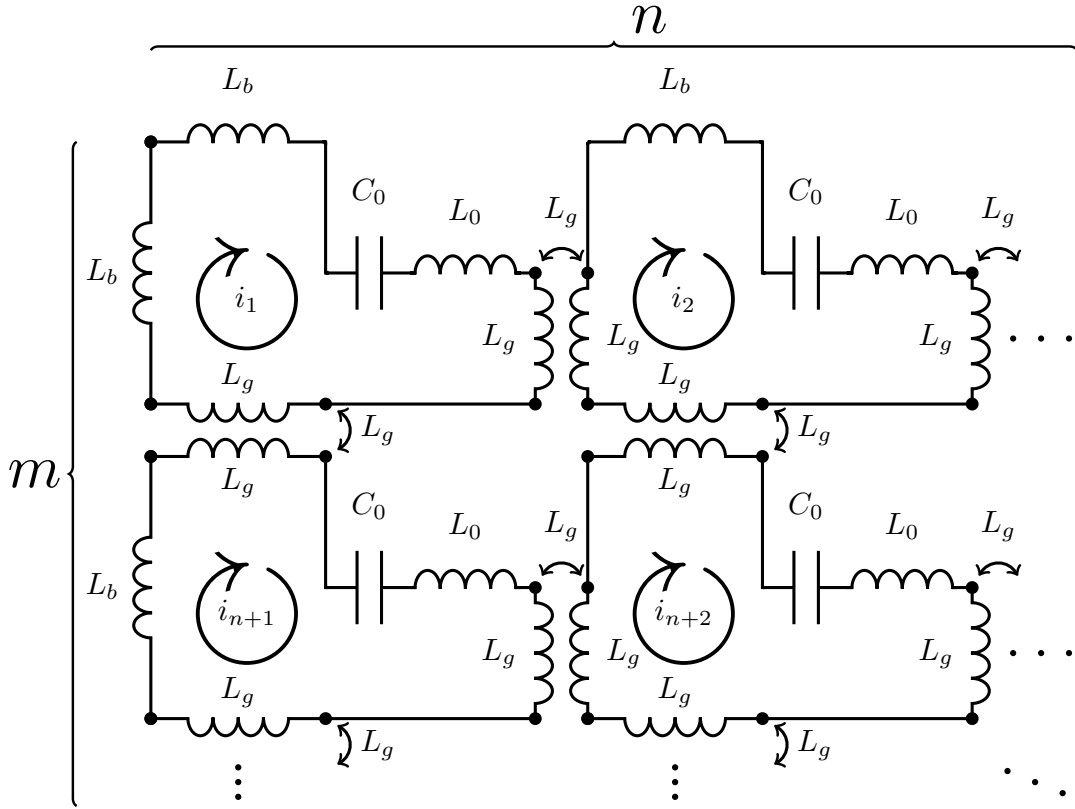 n
L_b L_b
C_0 C_0
L_0 L_g L_0 L_g
L_b i_1 i_2
L_g L_g L_g . . .
L_g L_g
L_g L_g
m
L_g L_g
C_0 C_0
L_0 L_g L_0 L_g
L_b i_{n+1} i_{n+2}
L_g L_g L_g . . .
L_g L_g
L_g L_g